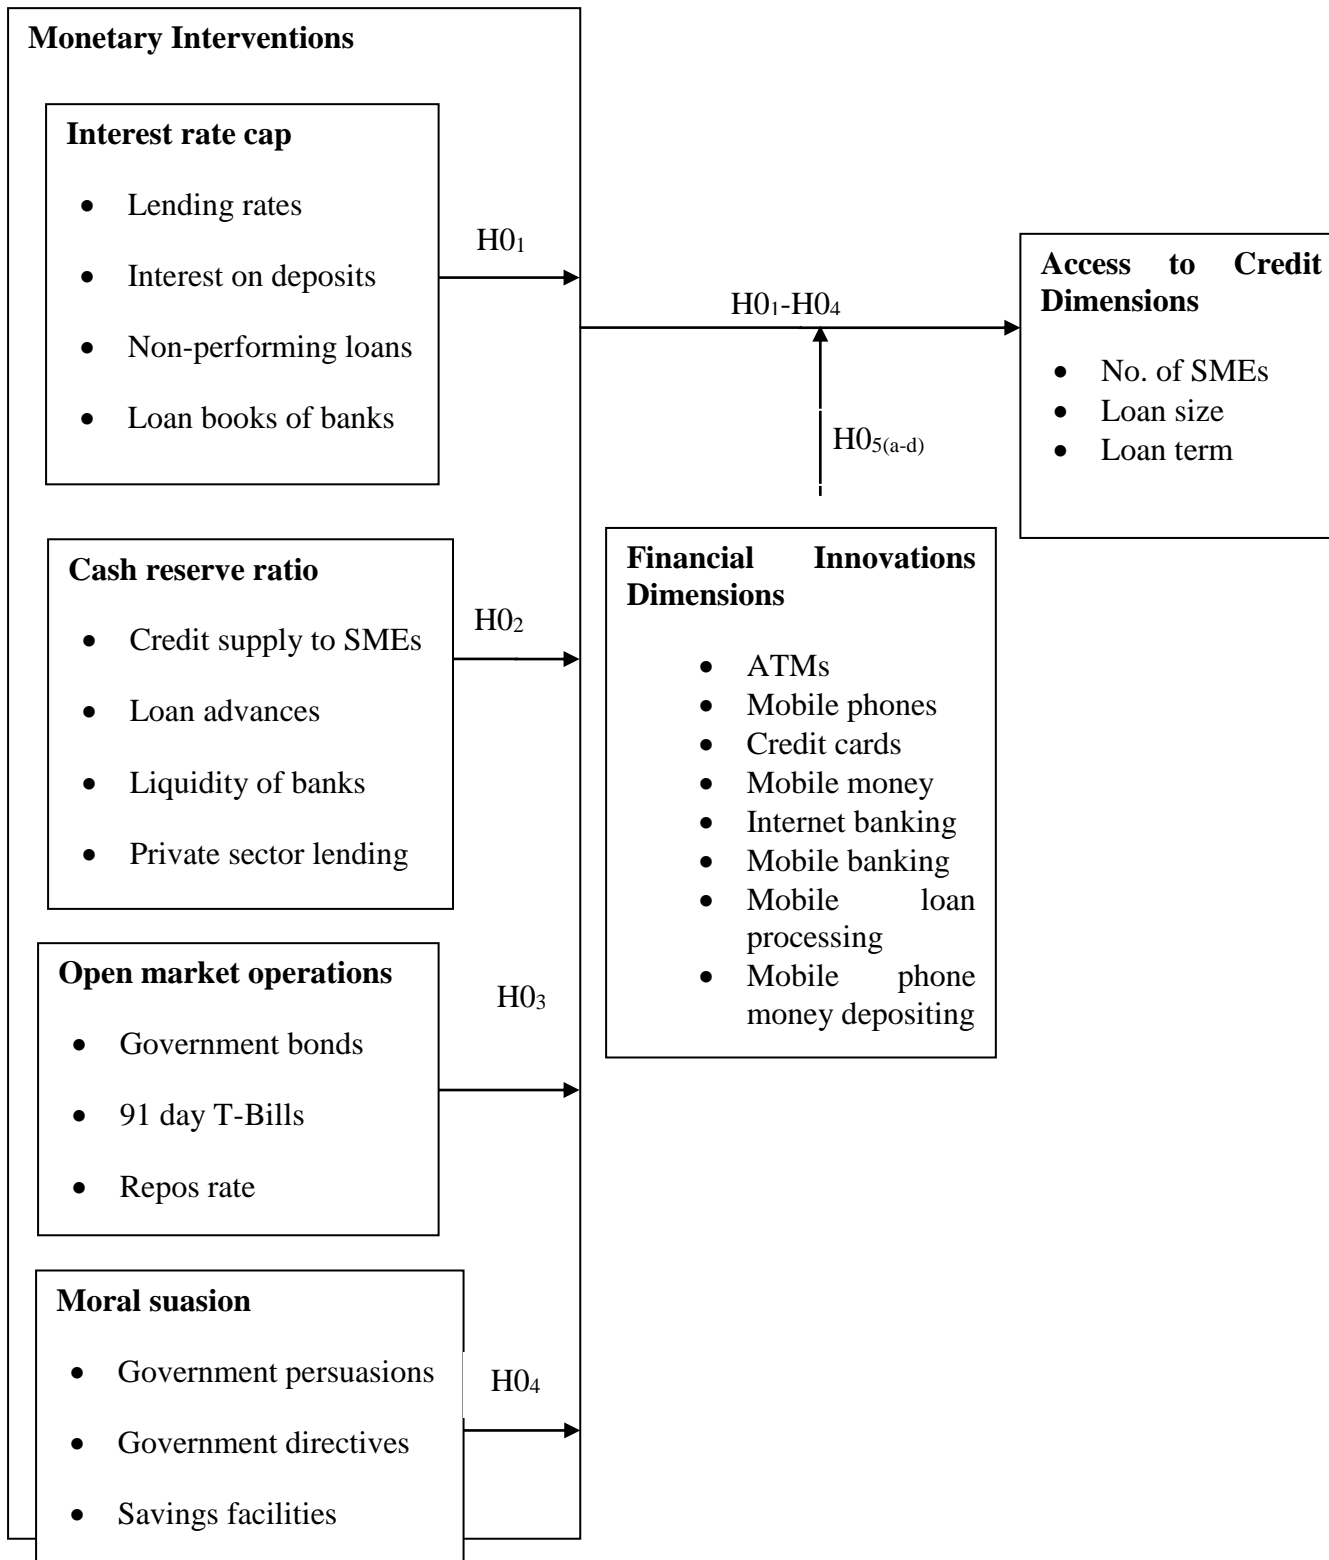 Monetary Interventions
Interest rate cap
• Lending rates
• Interest on deposits
• Non-performing loans
• Loan books of banks
H01
Cash reserve ratio
• Credit supply to SMEs
• Loan advances
• Liquidity of banks
• Private sector lending
H02
Open market operations
• Government bonds
• 91 day T-Bills
• Repos rate
H03
Moral suasion
• Government persuasions
• Government directives
• Savings facilities
H04
H01-H04
H05(a-d)
Financial Innovations
Dimensions
• ATMs
• Mobile phones
• Credit cards
• Mobile money
• Internet banking
• Mobile banking
• Mobile loan
processing
• Mobile phone
money depositing
Access to Credit
Dimensions
• No. of SMEs
• Loan size
• Loan term